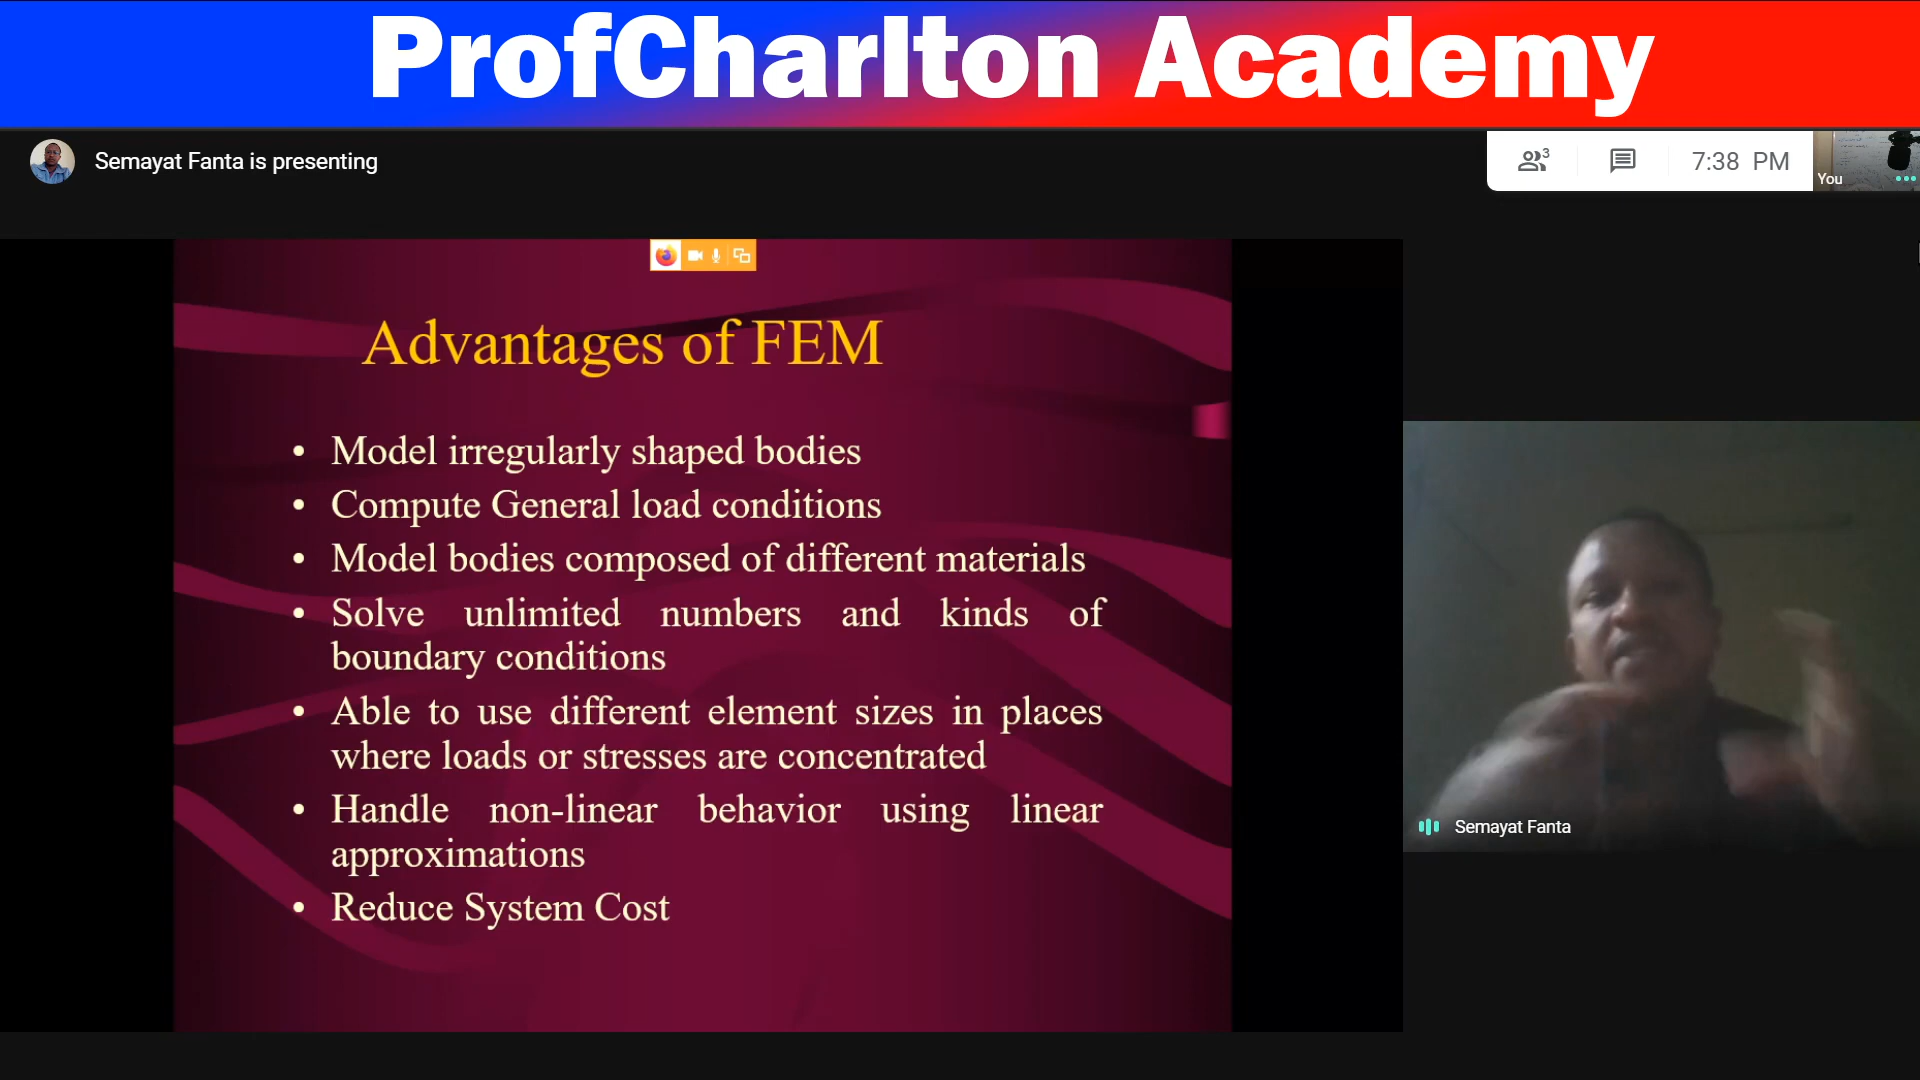 ProfCharlton Academy
Semayat Fanta is presenting
3
7:38 PM
You
Advantages of FEM
• Model irregularly shaped bodies
• Compute General load conditions
• Model bodies composed of different materials
• Solve unlimited numbers and kinds of
boundary conditions
• Able to use different element sizes in places
where loads or stresses are concentrated
• Handle non-linear behavior using linear
approximations
• Reduce System Cost
Semayat Fanta